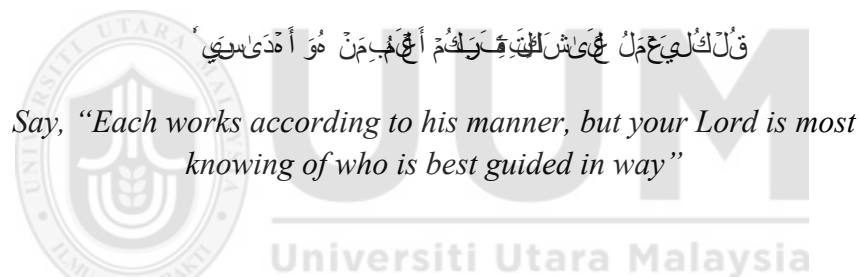 قُلْ كُلٌّ يَعْمَلُ أَعْلَمُ بِمَنْ هُوَ أَهْدَىٰ
Say, “Each works according to his manner, but your Lord is most
knowing of who is best guided in way”
UUM
Universiti Utara Malaysia